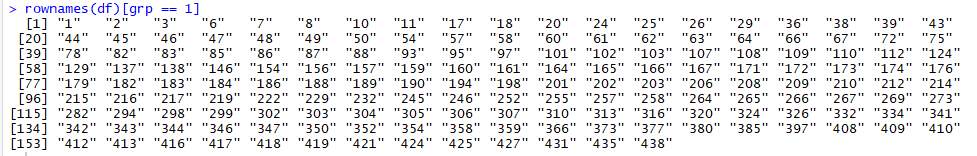 > rownames(df)[grp == 1]
[1] "1" "2" "3" "6" "7" "8" "10" "11" "17" "18" "20" "24" "25" "26" "29" "36" "38" "39" "43"
[20] "44" "45" "46" "47" "48" "49" "50" "54" "57" "58" "60" "61" "62" "63" "64" "66" "67" "72" "75"
[39] "78" "82" "83" "85" "86" "87" "88" "93" "95" "97" "101" "102" "103" "107" "108" "109" "110" "112" "124"
[58] "129" "137" "138" "146" "154" "156" "157" "159" "160" "161" "164" "165" "166" "167" "171" "172" "173" "174" "176"
[77] "179" "182" "183" "184" "186" "188" "189" "190" "194" "198" "201" "202" "203" "206" "208" "209" "210" "212" "214"
[96] "215" "216" "217" "219" "222" "229" "232" "245" "246" "252" "255" "257" "258" "264" "265" "266" "267" "269" "273"
[115] "282" "294" "298" "299" "302" "303" "304" "305" "306" "307" "310" "313" "316" "320" "324" "326" "332" "334" "341"
[134] "342" "343" "344" "346" "347" "350" "352" "354" "358" "359" "366" "373" "377" "380" "385" "397" "408" "409" "410"
[153] "412" "413" "416" "417" "418" "419" "421" "424" "425" "427" "431" "435" "438"